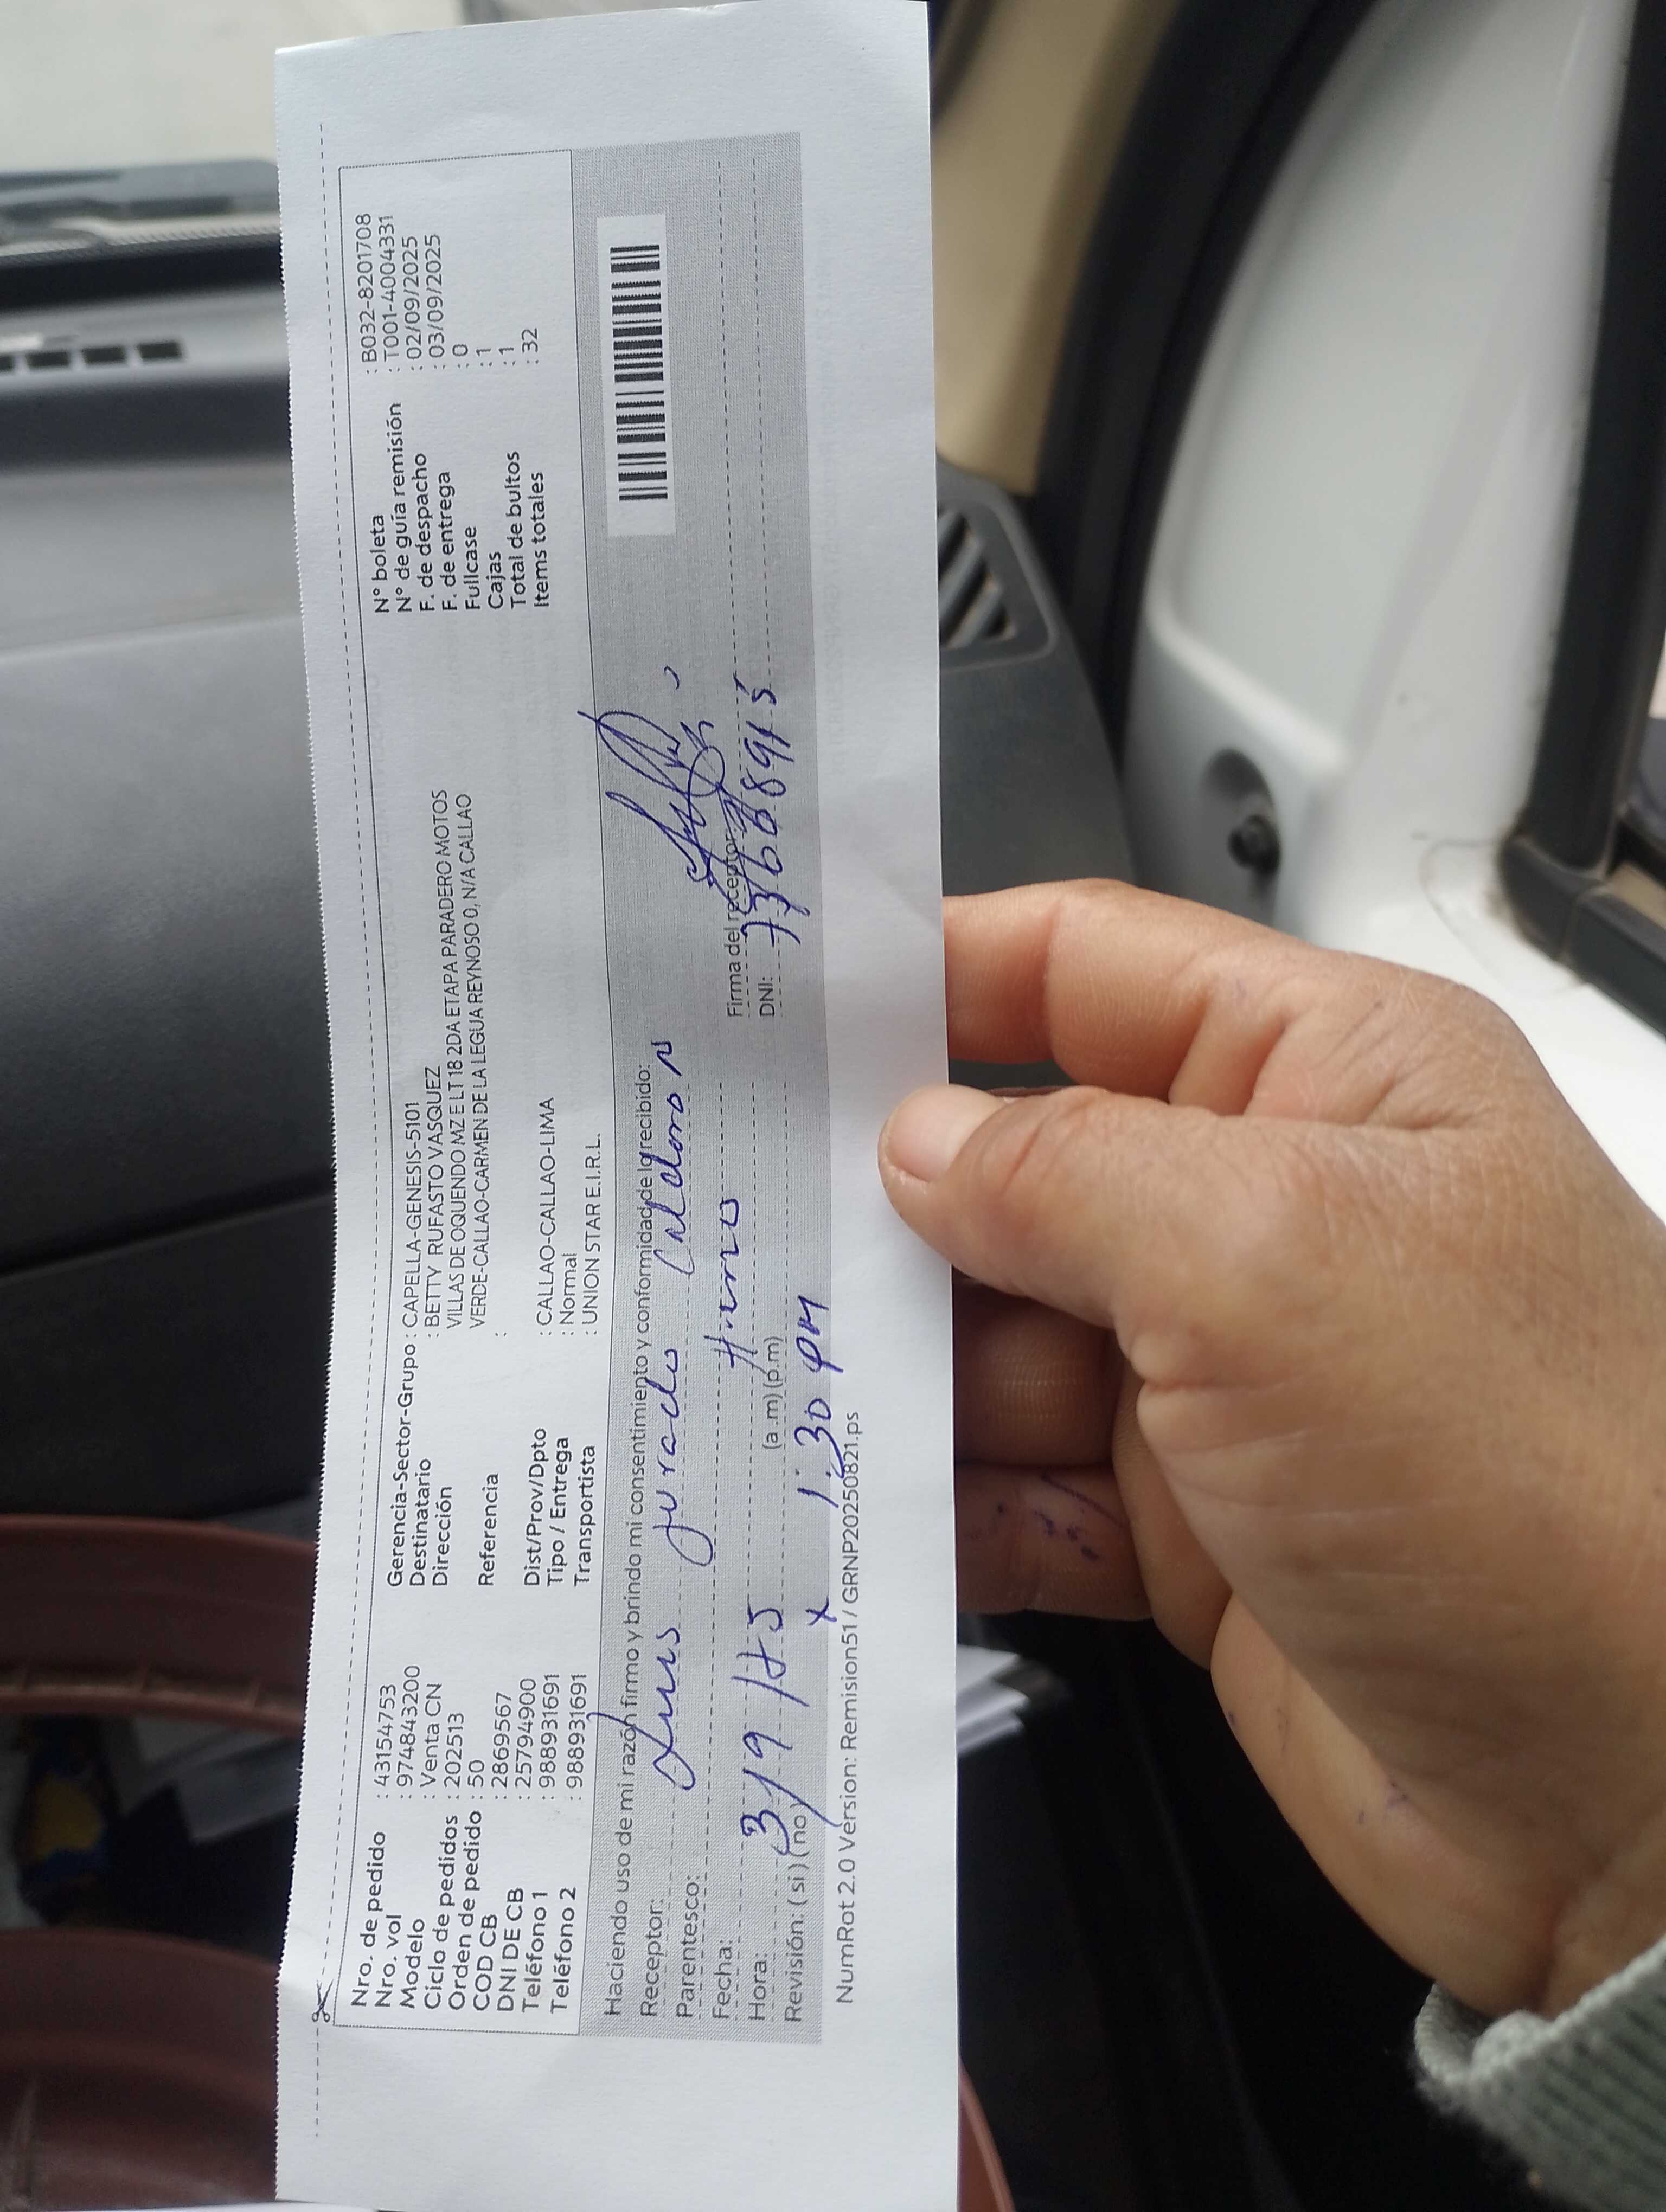 Nro. de pedido : 43154753
Nro. vol : 974843200
Modelo : Venta CN
Ciclo de pedidos : 202513
Orden de pedido : 50
COD CB : 2869567
DNI DE CB : 25794900
Teléfono 1 : 988931691
Teléfono 2 : 988931691
Gerencia-Sector-Grupo : CAPELLA-GENESIS-5101
Destinatario : BETTY RUFASTO VASQUEZ
Dirección VILLAS DE OQUENDO MZ E LT 18 2DA ETAPA PARADERO MOTOS
VERDE-CALLAO-CARMEN DE LA LEGUA REYNOSO 0, N/A CALLAO
Referencia :
Dist/Prov/Dpto : CALLAO-CALLAO-LIMA
Tipo / Entrega : Normal
Transportista : UNION STAR E.I.R.L.
N° boleta : B032-8201708
N° de guía remisión : T001-4004331
F. de despacho : 02/09/2025
F. de entrega : 03/09/2025
Fullcase : 0
Cajas : 1
Total de bultos : 1
Items totales : 32
Haciendo uso de mi razón firmo y brindo mi consentimiento y conformidad de lo recibido:
Receptor: Luis Jurado Calderon
Parentesco:
Fecha: 3/9/25
Hora: (a.m) (p.m) 1:30 PM
Revisión: ( si ) ( no ) x
Firma del receptor:
DNI:
NumRot 2.0 Version: Remision51 / GRNP20250821.ps